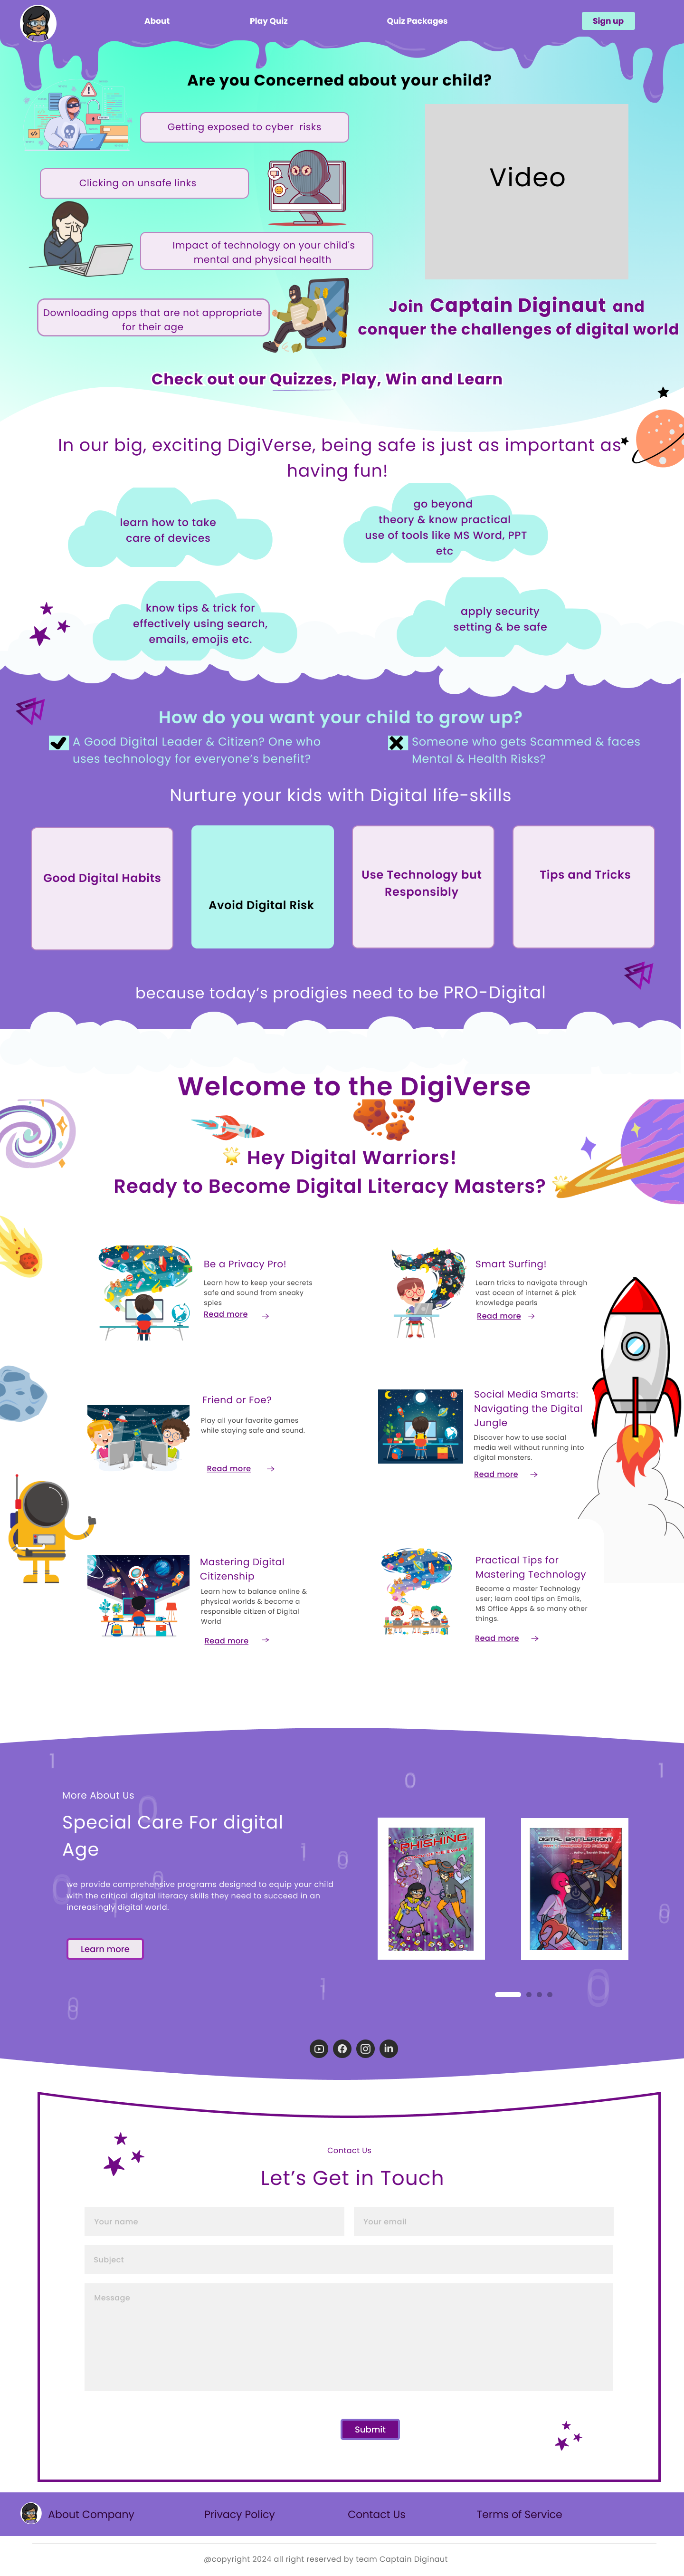 About
Play Quiz
Quiz Packages
Sign up
Are you Concerned about your child?
Getting exposed to cyber risks
Clicking on unsafe links
Impact of technology on your child's
mental and physical health
Downloading apps that are not appropriate
for their age
Video
Join Captain Diginaut and
conquer the challenges of digital world
Check out our Quizzes, Play, Win and Learn
In our big, exciting DigiVerse, being safe is just as important as
having fun!
learn how to take
care of devices
go beyond
theory & know practical
use of tools like MS Word, PPT
etc
know tips & trick for
effectively using search,
emails, emojis etc.
apply security
setting & be safe
How do you want your child to grow up?
A Good Digital Leader & Citizen? One who
uses technology for everyone's benefit?
Someone who gets Scammed & faces
Mental & Health Risks?
Nurture your kids with Digital life-skills
Good Digital Habits
Avoid Digital Risk
Use Technology but
Responsibly
Tips and Tricks
because today's prodigies need to be PRO-Digital
Welcome to the DigiVerse
🌟 Hey Digital Warriors!
Ready to Become Digital Literacy Masters? 🌟
Be a Privacy Pro!
Learn how to keep your secrets
safe and sound from sneaky
spies
Read more →
Smart Surfing!
Learn tricks to navigate through
vast ocean of internet & pick
knowledge pearls
Read more →
Friend or Foe?
Play all your favorite games
while staying safe and sound.
Read more →
Social Media Smarts:
Navigating the Digital
Jungle
Discover how to use social
media well without running into
digital monsters.
Read more →
Mastering Digital
Citizenship
Learn how to balance online &
physical worlds & become a
responsible citizen of Digital
World
Read more →
Practical Tips for
Mastering Technology
Become a master Technology
user; learn cool tips on Emails,
MS Office Apps & so many other
things.
Read more →
More About Us
Special Care For digital
Age
we provide comprehensive programs designed to equip your child
with the critical digital literacy skills they need to succeed in an
increasingly digital world.
Learn more
PHISHING
DIGITAL BATTLEFRONT
Contact Us
Let's Get in Touch
Your name
Your email
Subject
Message
Submit
About Company
Privacy Policy
Contact Us
Terms of Service
@copyright 2024 all right reserved by team Captain Diginaut